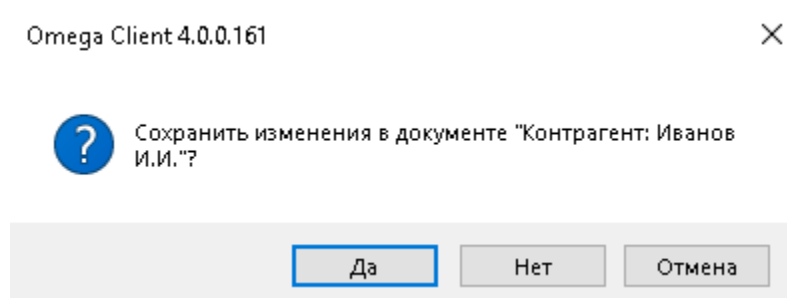 Omega Client 4.0.0.161
Сохранить изменения в документе "Контрагент: Иванов
И.И."?
Да Нет Отмена